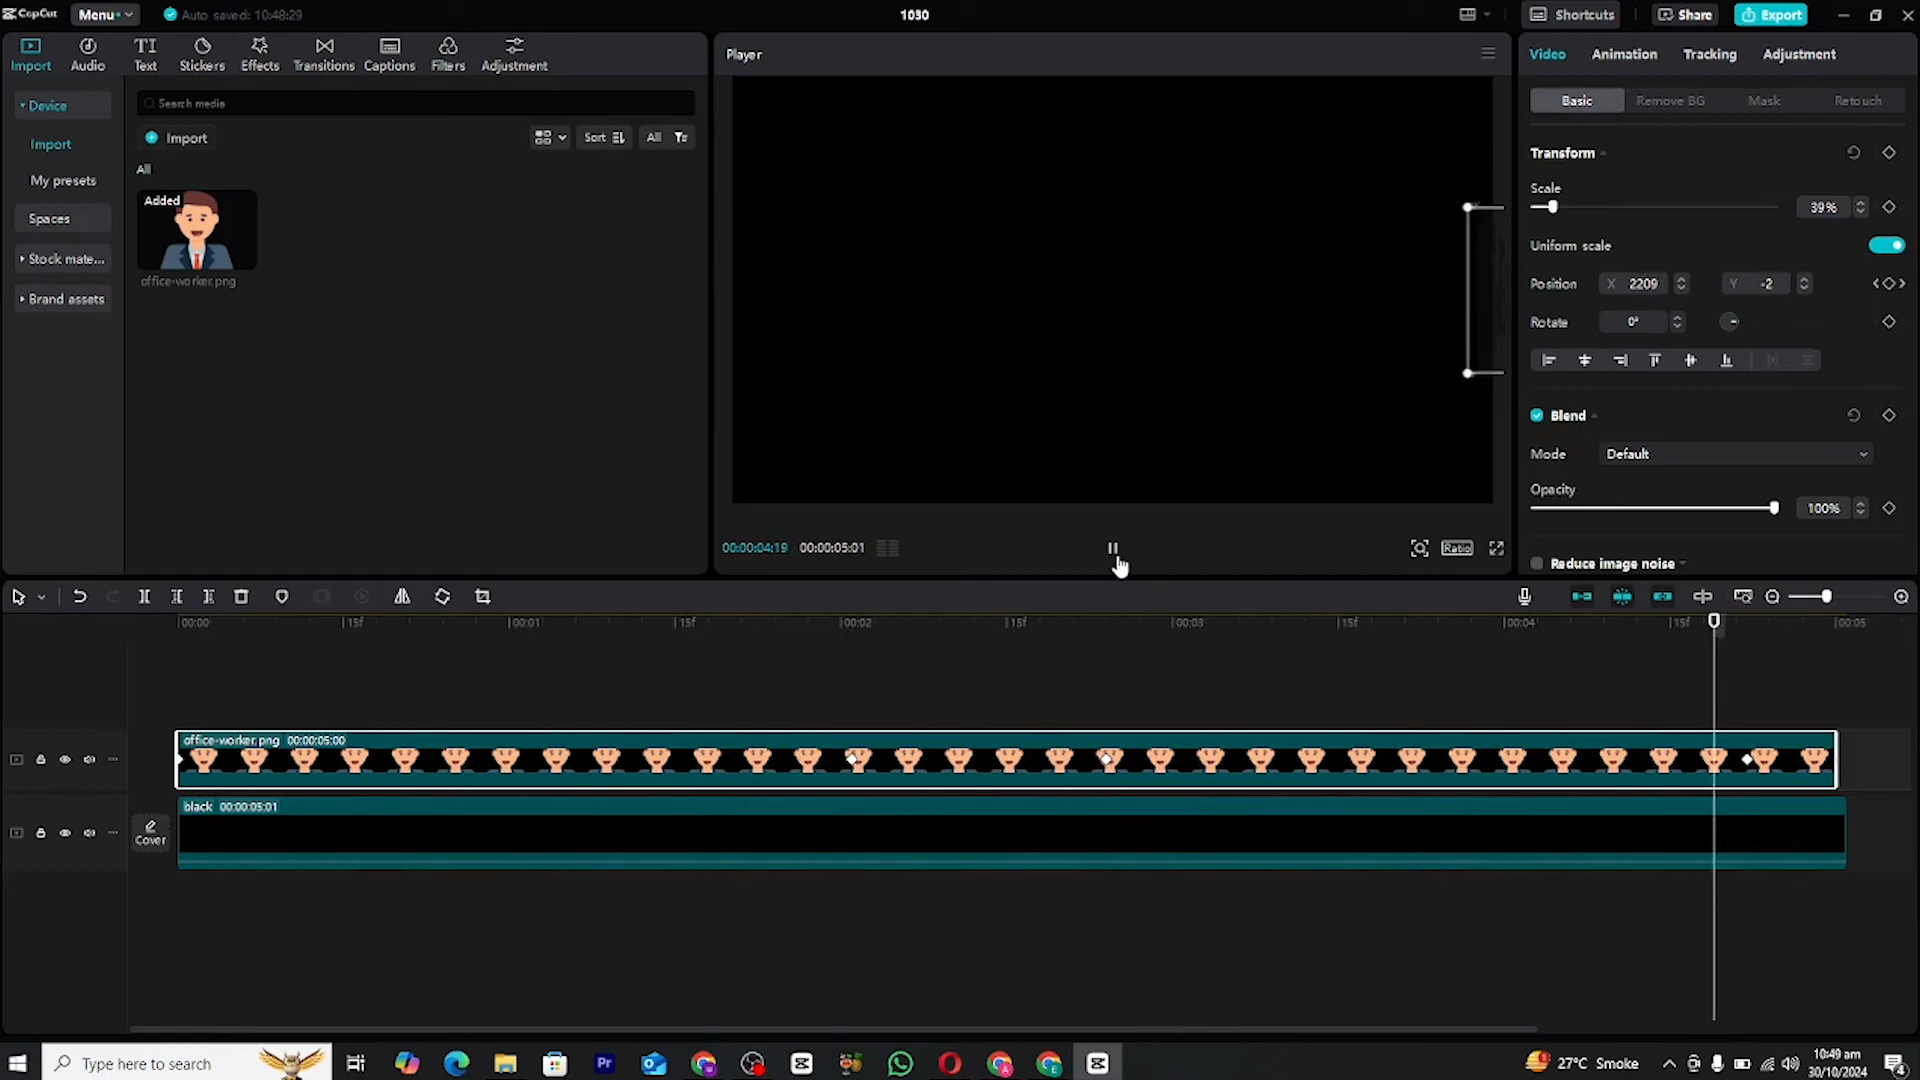 CapCut Menu Auto saved: 10:48:29 1030 Shortcuts Share Export
Import Audio Text Stickers Effects Transitions Captions Filters Adjustment
Device
Import
My presets
Spaces
Stock mate...
Brand assets
Search media
Import Sort All
All
Added
office-worker.png
Player
00:00:04:19 00:00:05:01 Ratio
Video Animation Tracking Adjustment
Basic Remove BG Mask Retouch
Transform
Scale
39%
Uniform scale
Position X 2209 Y -2
Rotate 0°
Blend
Mode Default
Opacity
100%
Reduce image noise
00:00 15f 00:01 15f 00:02 15f 00:03 15f 00:04 15f 00:05
office-worker.png 00:00:05:00
black 00:00:05:01
Cover
Type here to search Pr 27°C Smoke 10:49 am
30/10/2024 4